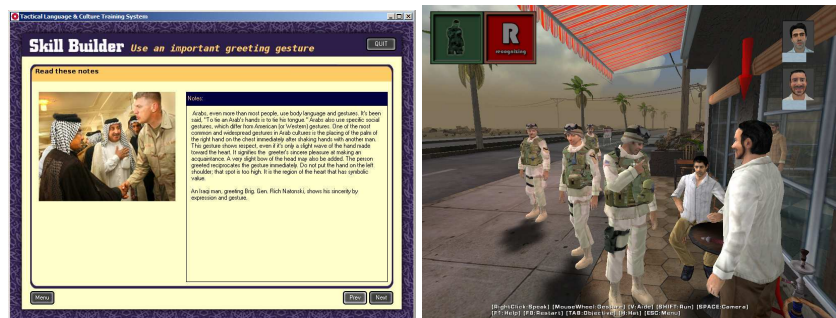 Tactical Language & Culture Training System
Skill Builder Use an important greeting gesture
QUIT
Read these notes
Notes:
Arabs, even more than most people, use body language and gestures. It's been
said, "To tie an Arab's hands is to tie his tongue." Arabs also use specific social
gestures, which differ from American (or Western) gestures. One of the most
common and widespread gestures in Arab cultures is the placing of the palm of
the right hand on the chest immediately after shaking hands with another man.
This gesture shows respect, even if it's only a slight wave of the hand made
toward the heart. It signifies the greeter's sincere pleasure at making an
acquaintance. A very slight bow of the head may also be added. The person
greeted reciprocates the gesture immediately. Do not put the hand on the left
shoulder; that spot is too high. It is the region of the heart that has symbolic
value.
An Iraqi man, greeting Brig. Gen. Rich Natonski, shows his sincerity by
expression and gesture.
Menu
Prev
Next
R
recognizing
[RightClick:Speak] [MouseWheel:Gesture] [V:Aide] [SHIFT:Run] [SPACE:Camera]
[F1:Help] [F8:Restart] [TAB:Objective] [H:Hat] [ESC:Menu]